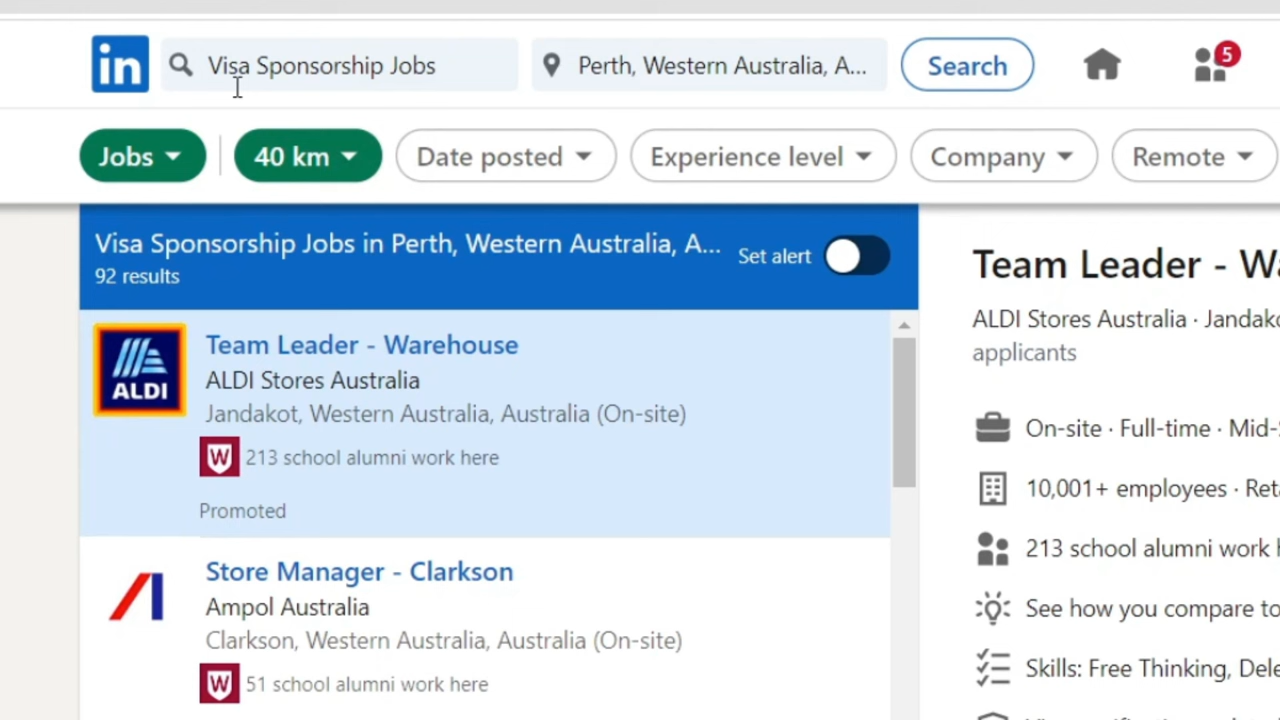 in
Visa Sponsorship Jobs
Perth, Western Australia, A...
Search
5
Jobs
40 km
Date posted
Experience level
Company
Remote
Visa Sponsorship Jobs in Perth, Western Australia, A...
92 results
Set alert
ALDI
Team Leader - Warehouse
ALDI Stores Australia
Jandakot, Western Australia, Australia (On-site)
W
213 school alumni work here
Promoted
Store Manager - Clarkson
Ampol Australia
Clarkson, Western Australia, Australia (On-site)
W
51 school alumni work here
Team Leader - Wa
ALDI Stores Australia · Jandako
applicants
On-site · Full-time · Mid-S
10,001+ employees · Reta
213 school alumni work h
See how you compare to
Skills: Free Thinking, Dele